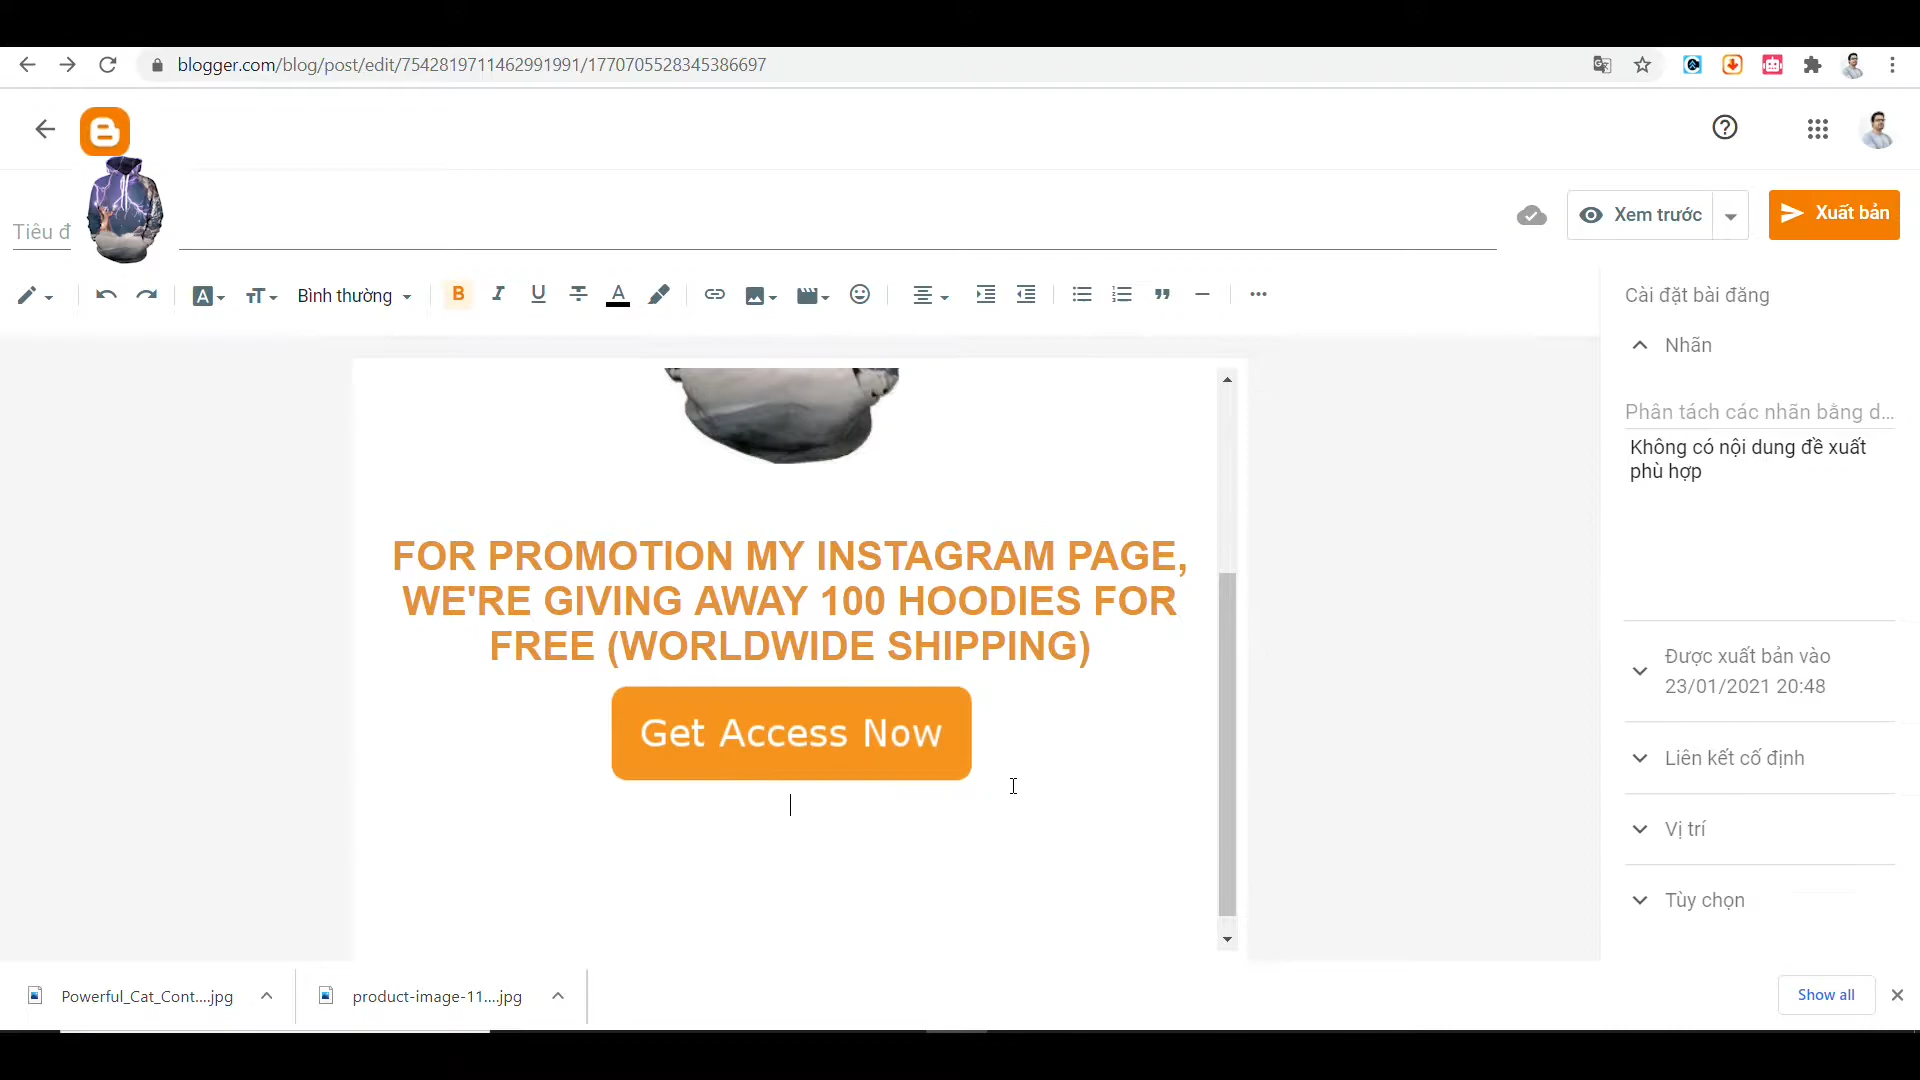 blogger.com/blog/post/edit/7542819711462991991/1770705528345386697
Tiêu đ
Xem trước
Xuất bản
Bình thường
Cài đặt bài đăng
Nhãn
Phân tách các nhãn bằng d...
Không có nội dung đề xuất
phù hợp
FOR PROMOTION MY INSTAGRAM PAGE,
WE'RE GIVING AWAY 100 HOODIES FOR
FREE (WORLDWIDE SHIPPING)
Get Access Now
Được xuất bản vào
23/01/2021 20:48
Liên kết cố định
Vị trí
Tùy chọn
Powerful_Cat_Cont....jpg
product-image-11....jpg
Show all